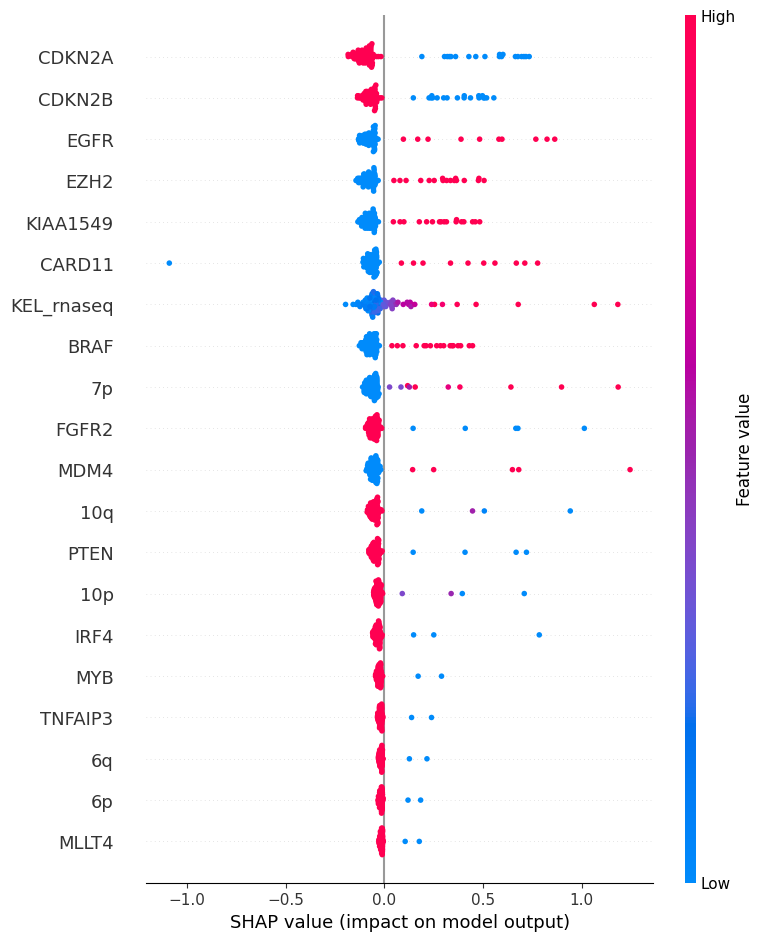 High
CDKN2A
CDKN2B
EGFR
EZH2
KIAA1549
CARD11
KEL_rnaseq
BRAF
7p
FGFR2
MDM4
10q
PTEN
10p
IRF4
MYB
TNFAIP3
6q
6p
MLLT4
Feature value
Low
−1.0 −0.5 0.0 0.5 1.0
SHAP value (impact on model output)